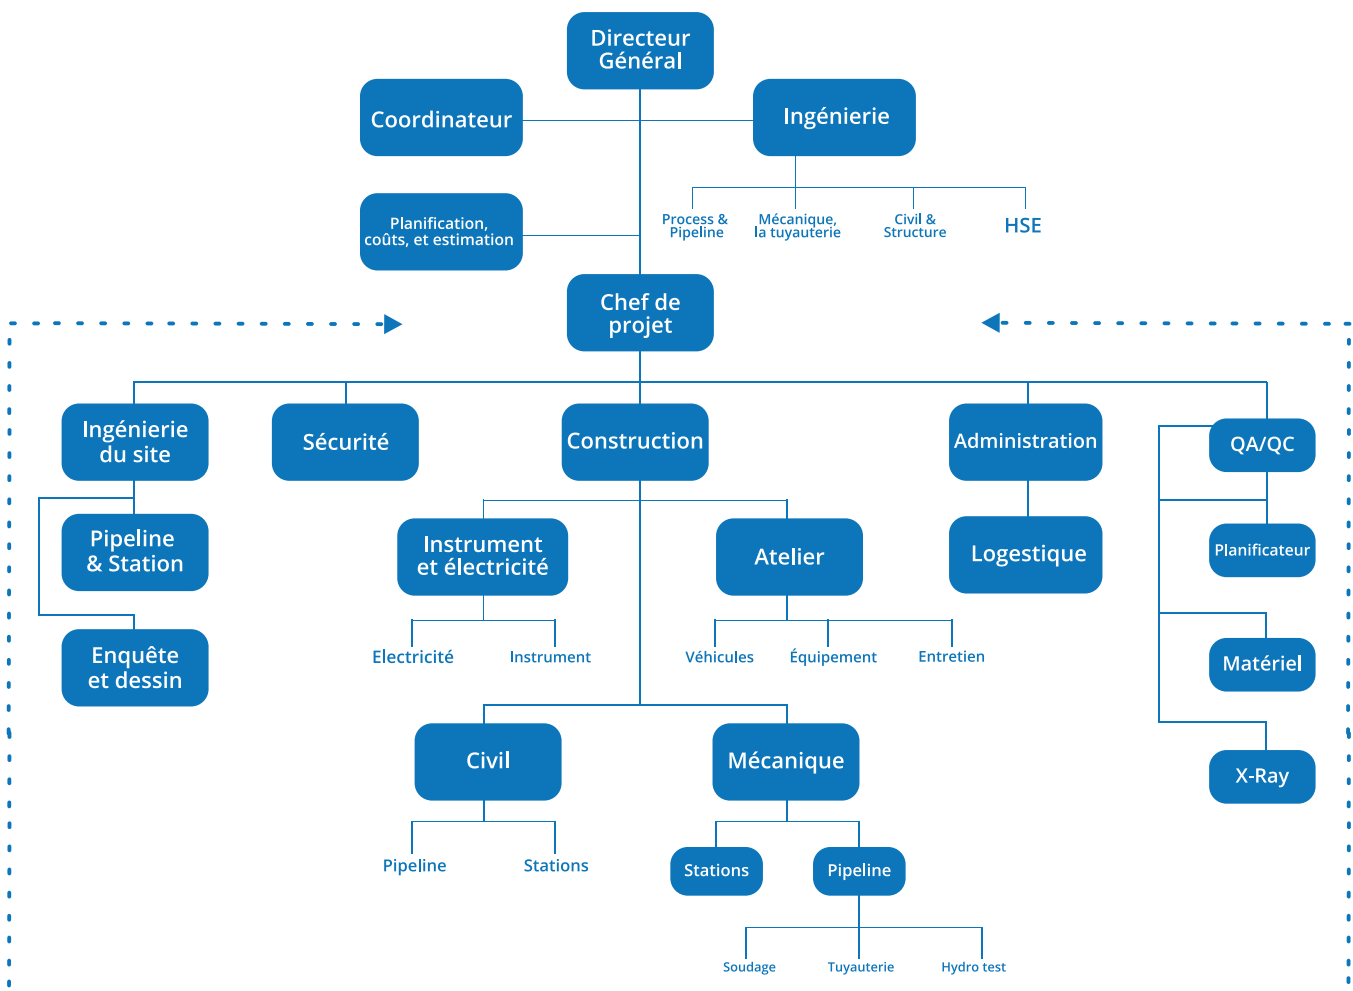 Directeur
Général
Coordinateur
Ingénierie
Planification,
coûts, et estimation
Process &
Pipeline
Mécanique,
la tuyauterie
Civil &
Structure
HSE
Chef de
projet
Ingénierie
du site
Sécurité
Construction
Administration
QA/QC
Pipeline
& Station
Instrument
et électricité
Atelier
Logestique
Planificateur
Enquête
et dessin
Electricité
Instrument
Véhicules
Équipement
Entretien
Matériel
Civil
Mécanique
X-Ray
Pipeline
Stations
Stations
Pipeline
Soudage
Tuyauterie
Hydro test